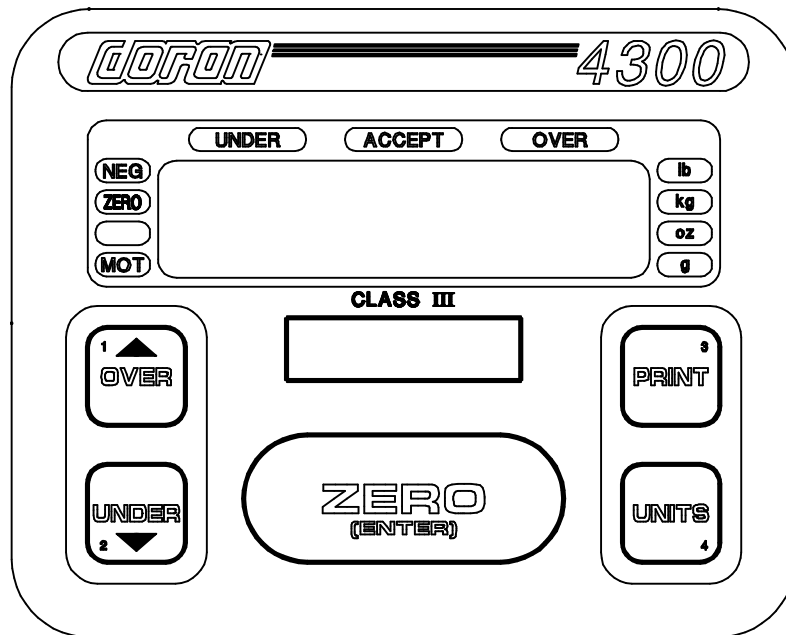 doran 4300
UNDER ACCEPT OVER
NEG
ZERO
MOT
lb
kg
oz
g
CLASS III
1
OVER
UNDER
2
ZERO
(ENTER)
3
PRINT
UNITS
4